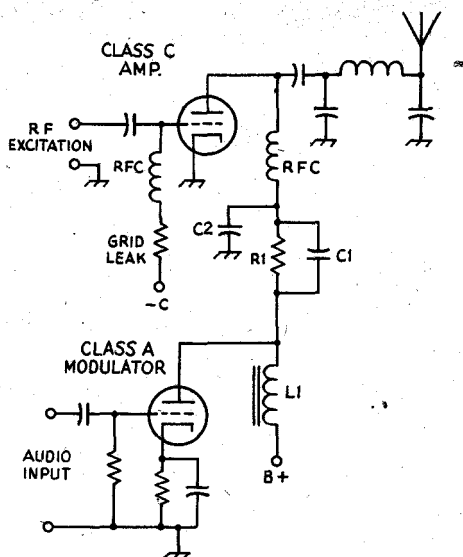 CLASS C
AMP.
RF
EXCITATION
RFC
RFC
GRID
LEAK
-C
C2
R1
C1
CLASS A
MODULATOR
L1
AUDIO
INPUT
B+